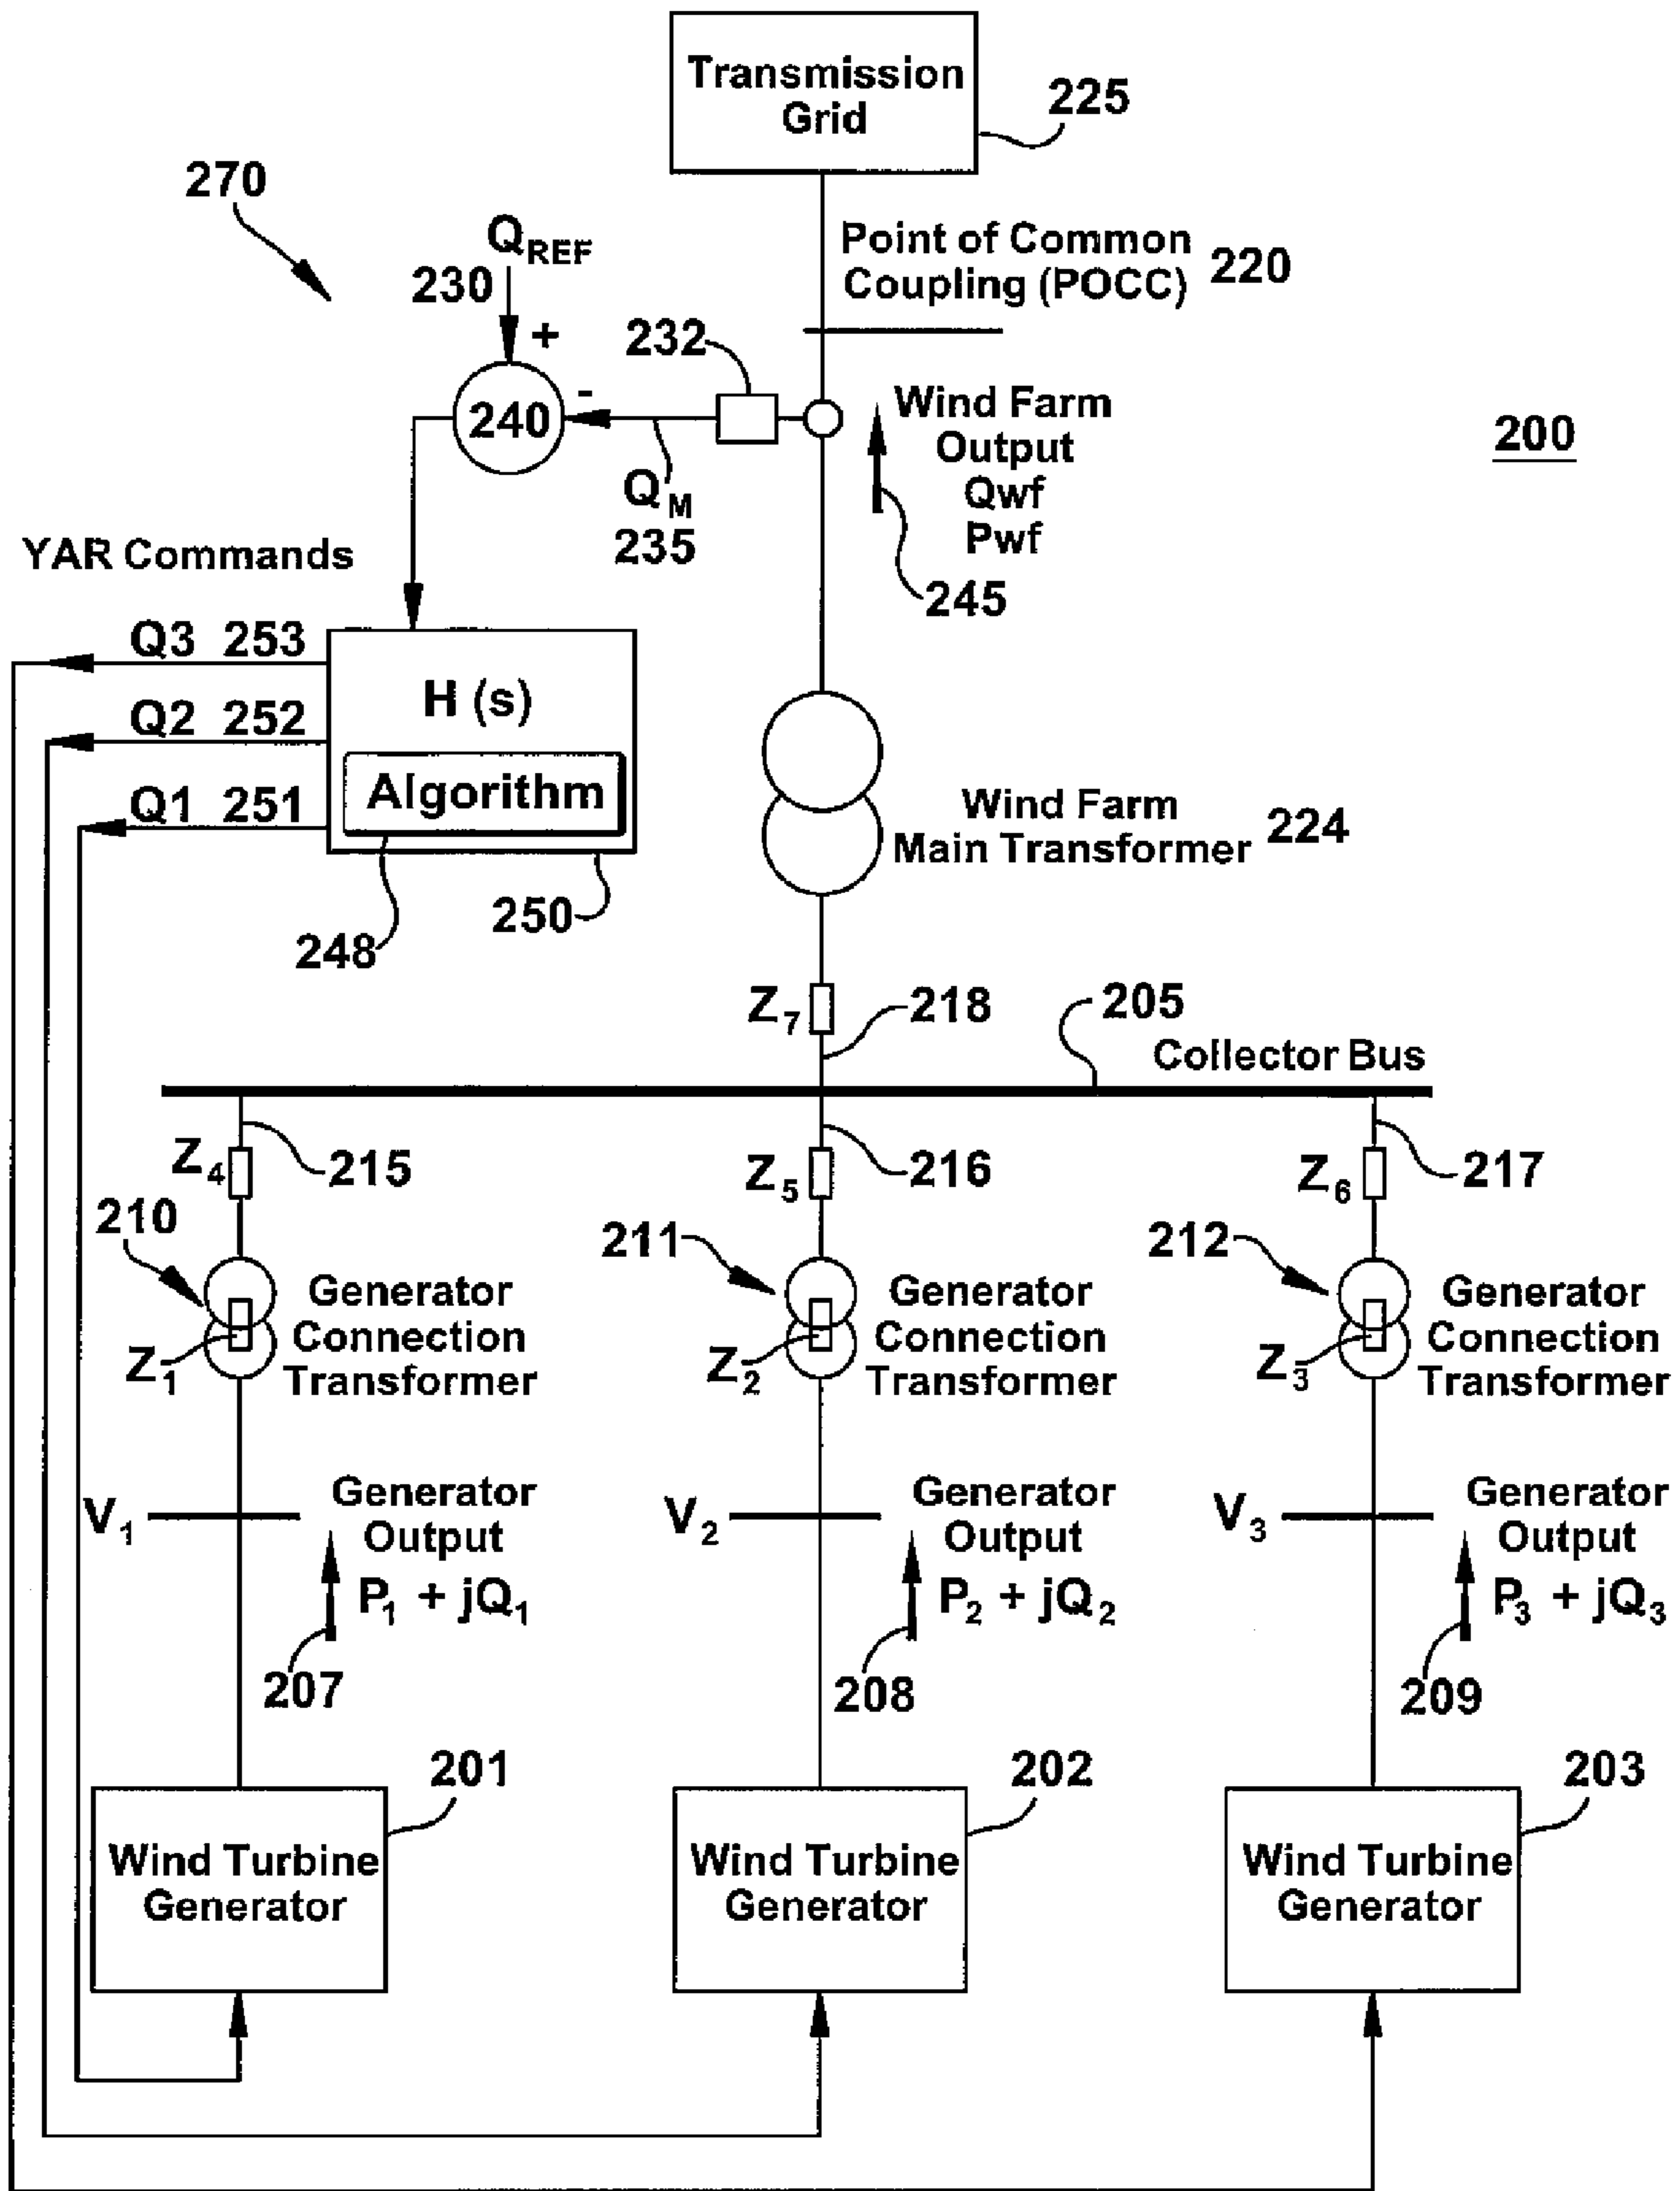 Transmission
Grid
225
270
QREF
230
+
Point of Common
Coupling (POCC) 220
232
-
240
Wind Farm
Output
Qwf
Pwf
245
200
QM
235
YAR Commands
Q3 253
Q2 252
Q1 251
H (s)
Algorithm
248
250
Wind Farm
Main Transformer 224
Z7
218
205
Collector Bus
Z4
215
Z5
216
Z6
217
210
Generator
Connection
Transformer
Z1
211
Generator
Connection
Transformer
Z2
212
Generator
Connection
Transformer
Z3
V1
Generator
Output
P1 + jQ1
207
V2
Generator
Output
P2 + jQ2
208
V3
Generator
Output
P3 + jQ3
209
201
Wind Turbine
Generator
202
Wind Turbine
Generator
203
Wind Turbine
Generator